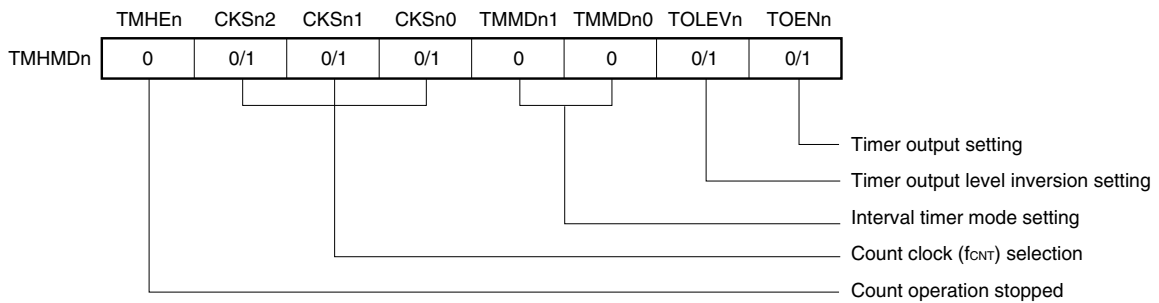 TMHEn CKSn2 CKSn1 CKSn0 TMMDn1 TMMDn0 TOLEVn TOENn
TMHMDn 0 0/1 0/1 0/1 0 0 0/1 0/1
Timer output setting
Timer output level inversion setting
Interval timer mode setting
Count clock (fCNT) selection
Count operation stopped